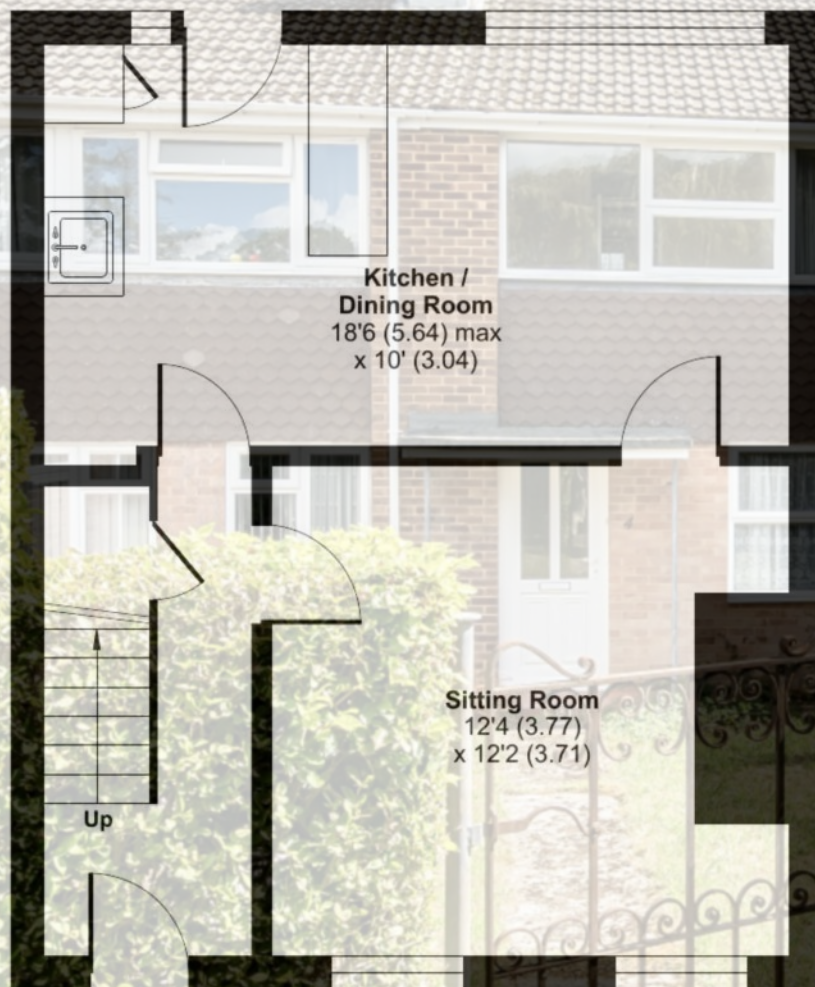 Kitchen /
Dining Room
18'6 (5.64) max
x 10' (3.04)
Sitting Room
12'4 (3.77)
x 12'2 (3.71)
Up